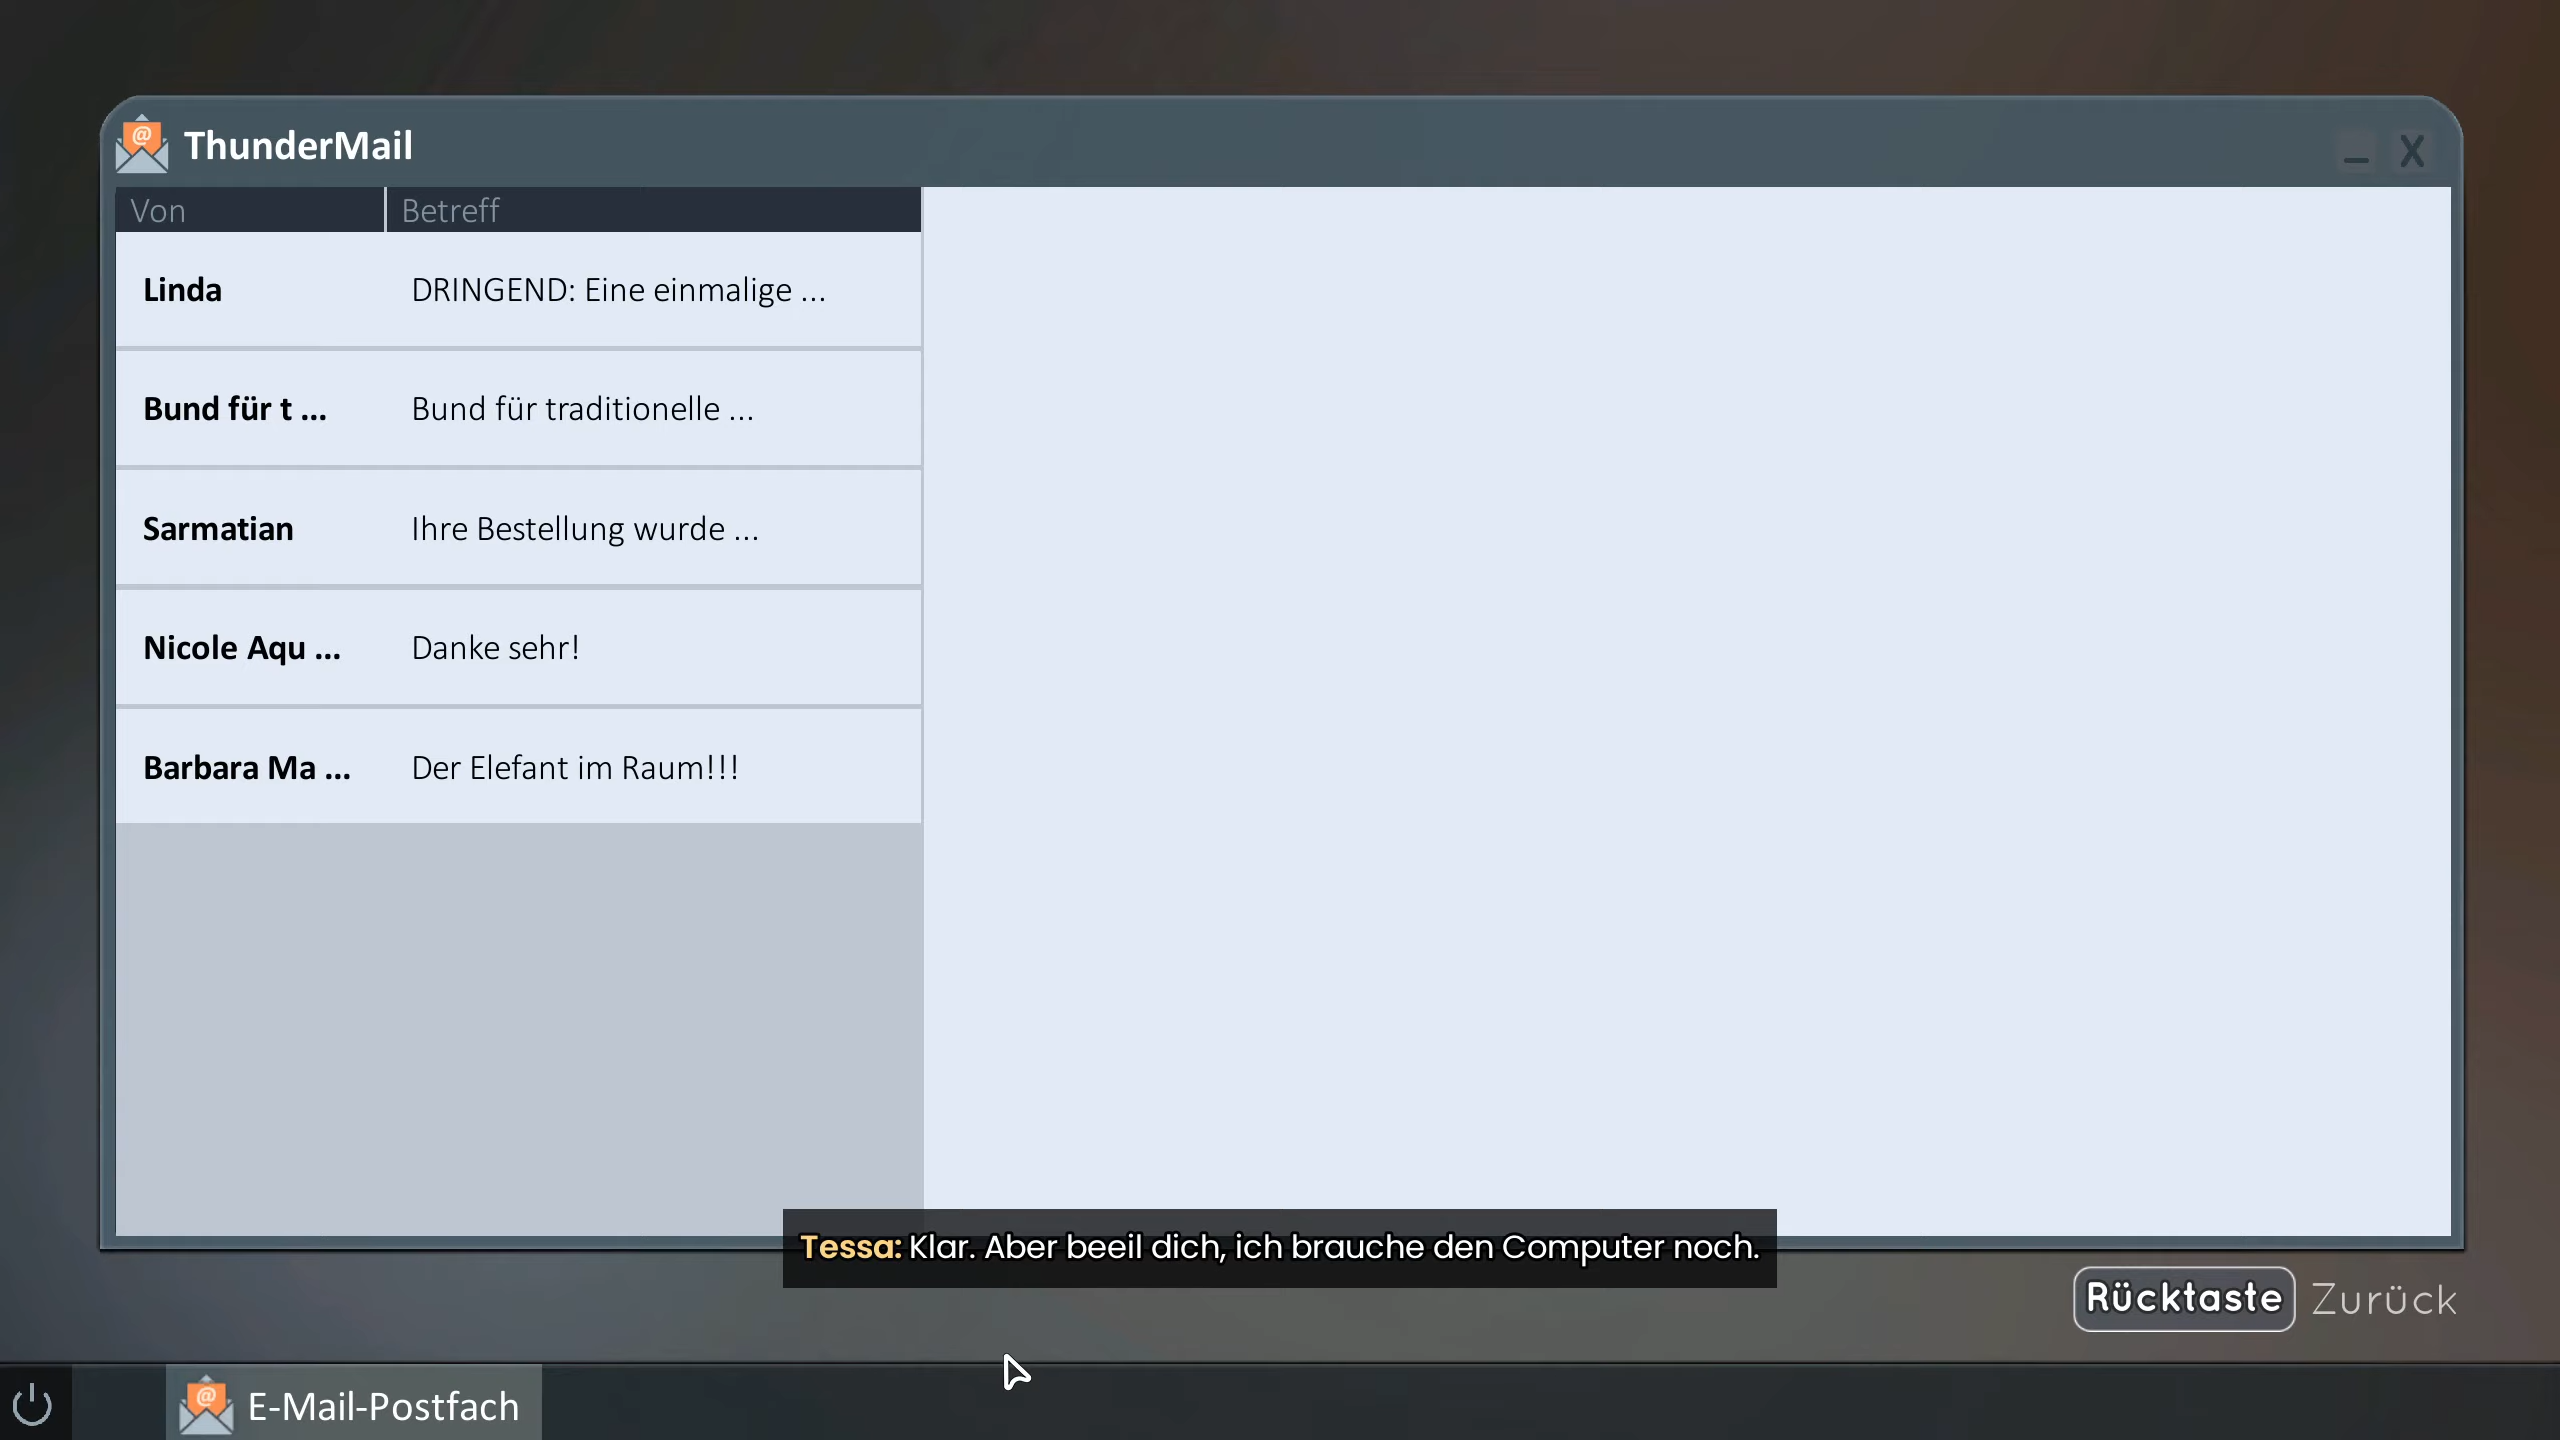 ThunderMail
Von Betreff
Linda DRINGEND: Eine einmalige ...
Bund für t ... Bund für traditionelle ...
Sarmatian Ihre Bestellung wurde ...
Nicole Aqu ... Danke sehr!
Barbara Ma ... Der Elefant im Raum!!!
Tessa: Klar. Aber beeil dich, ich brauche den Computer noch.
Rücktaste Zurück
E-Mail-Postfach